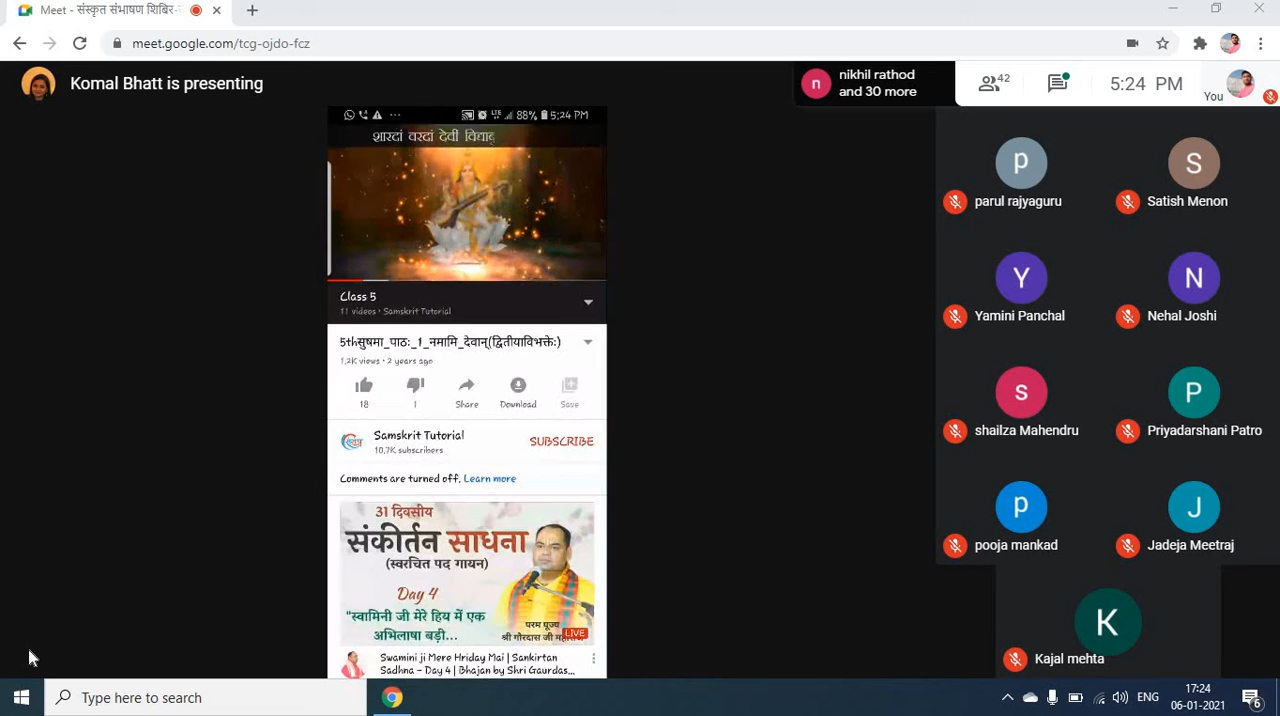 Meet - संस्कृत संभाषण शिबिर-
meet.google.com/tcg-ojdo-fcz
Komal Bhatt is presenting
n
nikhil rathod
and 30 more
42
5:24 PM
You
LTE 88% 5:24 PM
शारदां वरदां देवी विद्याद्
Class 5
11 videos • Samskrit Tutorial
5thसुषमा_पाठः_1_नमामि_देवान्(द्वितीयाविभक्तेः)
1.2K views • 2 years ago
18
1
Share
Download
Save
Samskrit Tutorial
10.7K subscribers
SUBSCRIBE
Comments are turned off. Learn more
31 दिवसीय
संकीर्तन साधना
(स्वरचित पद गायन)
Day 4
"स्वामिनी जी मेरे हिय में एक
अभिलाषा बड़ी...
परम पूज्य
श्री गौरदास जी
LIVE
Swamini ji Mere Hriday Mai | Sankirtan
Sadhna - Day 4 | Bhajan by Shri Gaurdas...
p
parul rajyaguru
S
Satish Menon
Y
Yamini Panchal
N
Nehal Joshi
s
shailza Mahendru
P
Priyadarshani Patro
p
pooja mankad
J
Jadeja Meetraj
K
Kajal mehta
Type here to search
ENG
17:24
06-01-2021
6